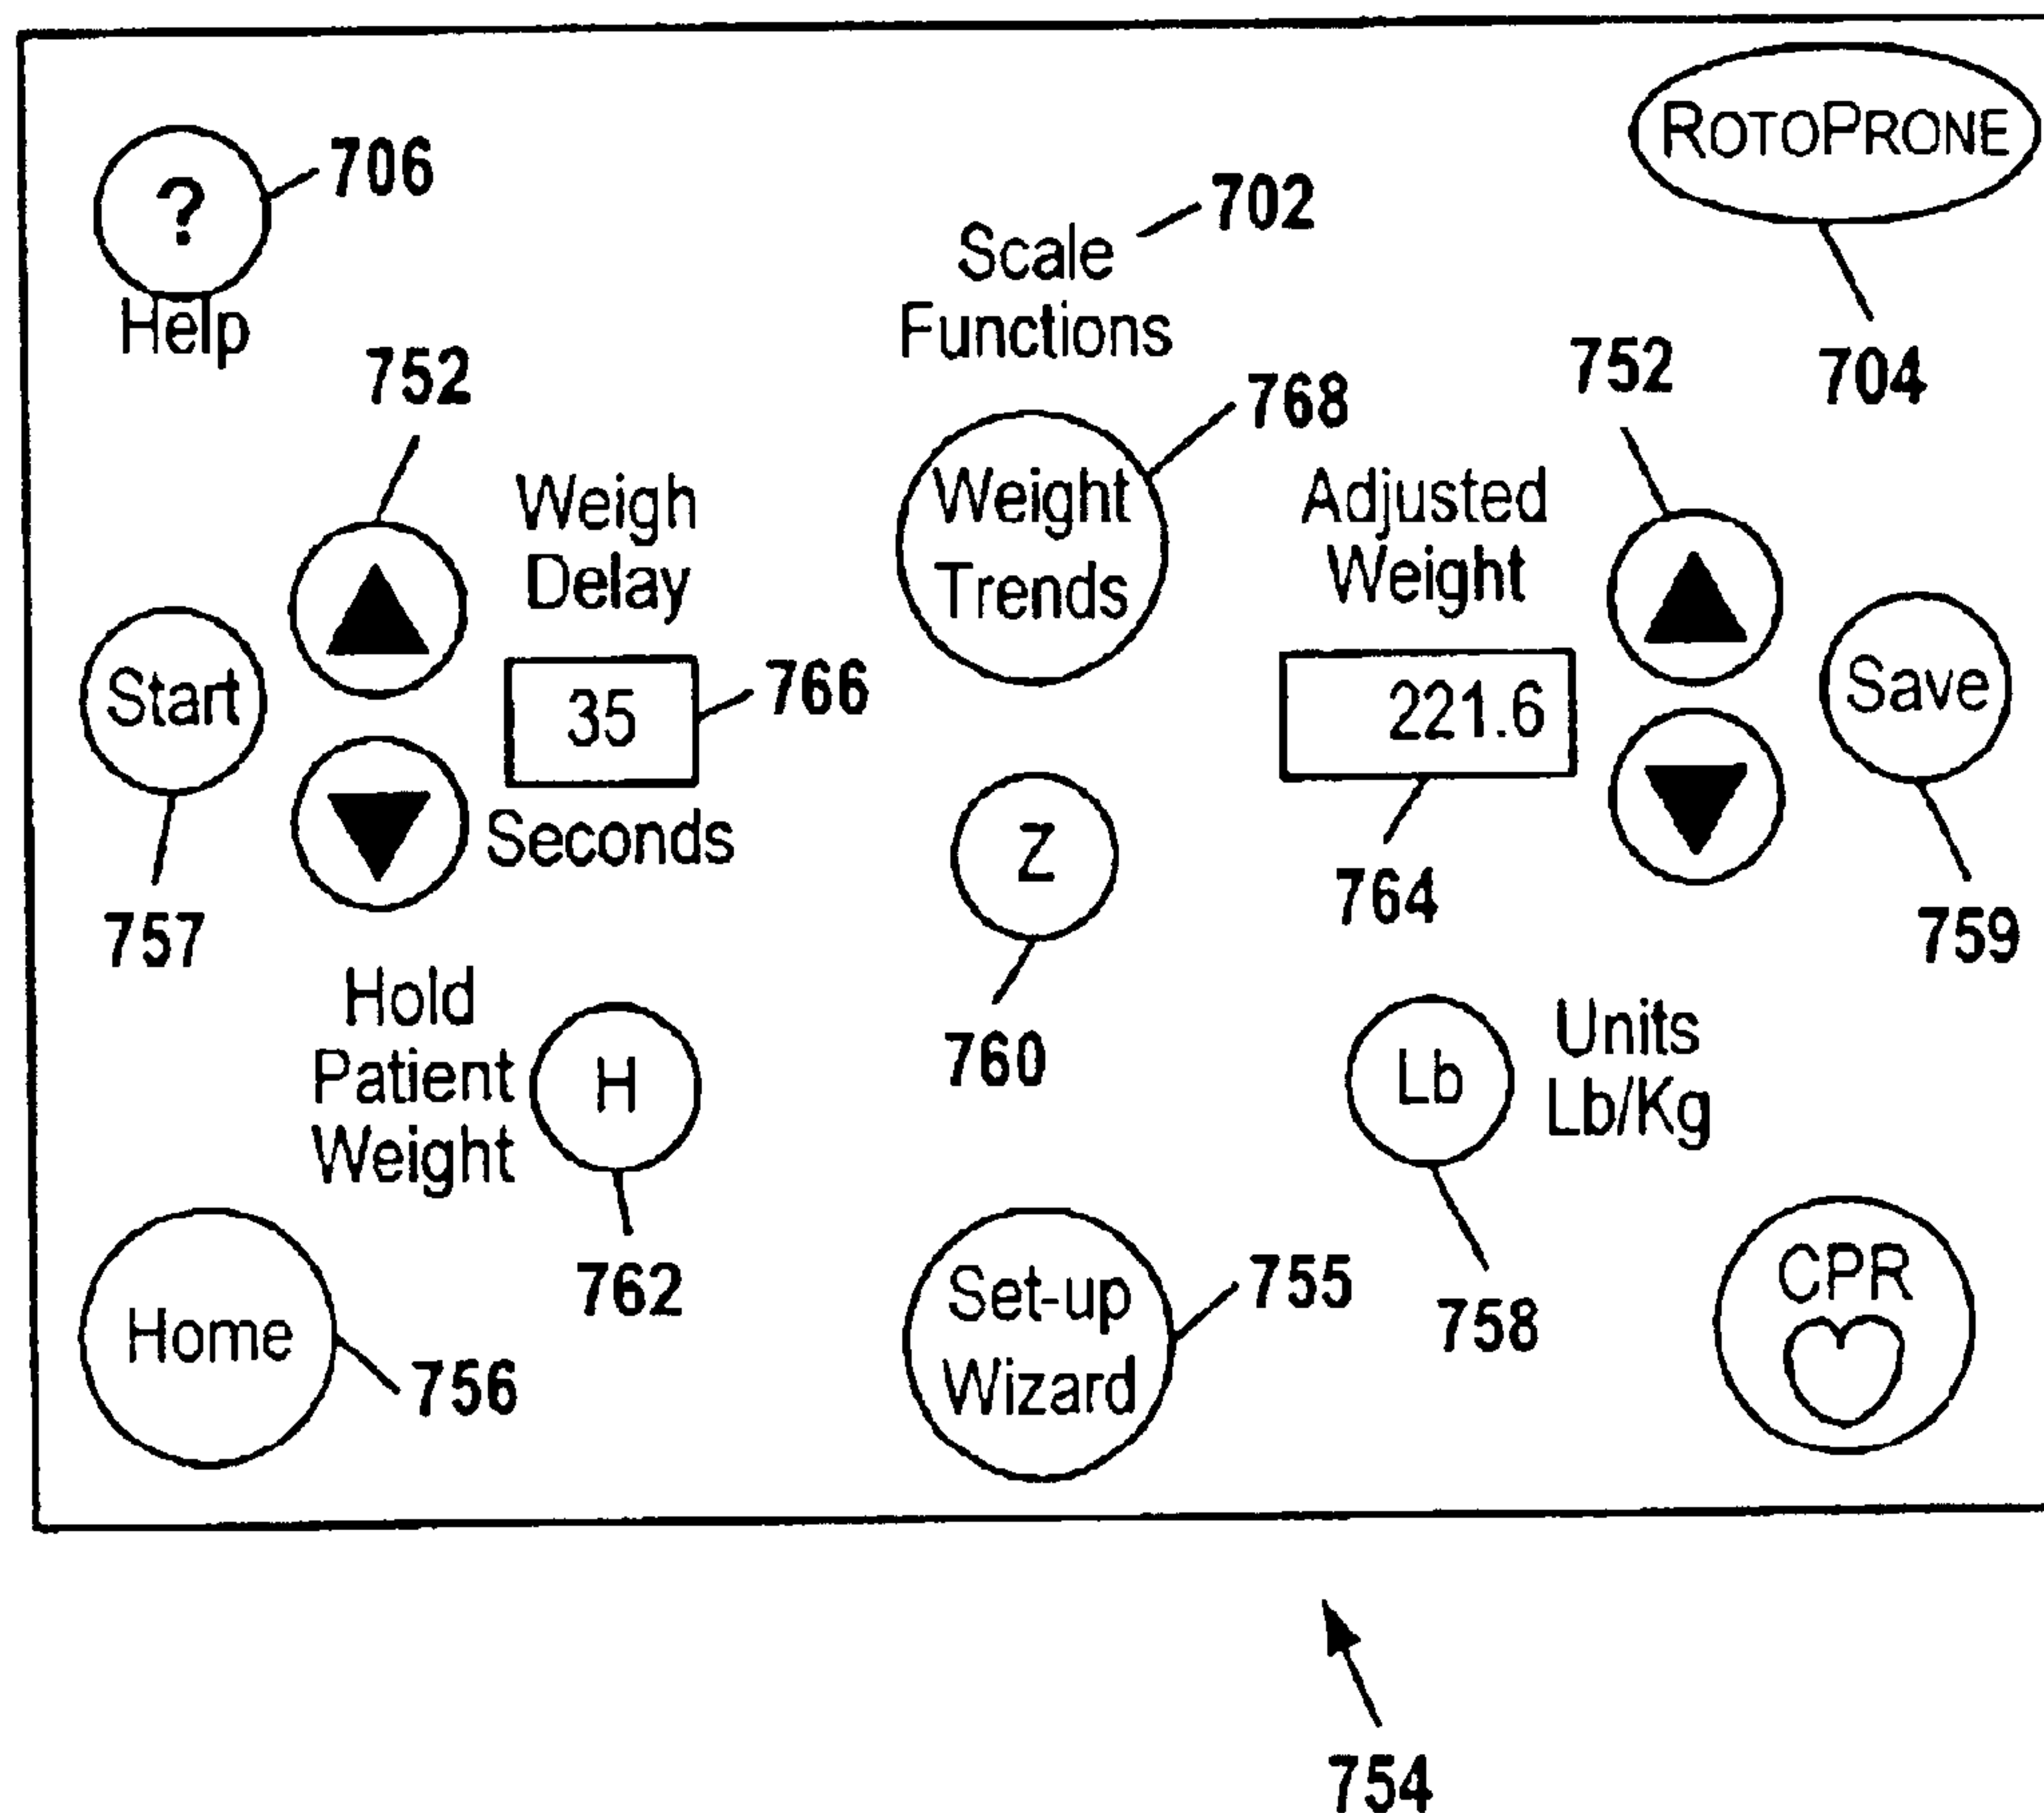 ROTOPRONE
?
706
702
Scale
Functions
Help
752
768
752
704
Weigh
Delay
Weight
Trends
Adjusted
Weight
Start
35
766
221.6
Save
Seconds
Z
764
757
759
Hold
Patient
Weight
H
760
Lb
Units
Lb/Kg
762
Home
756
Set-up
Wizard
755
758
CPR
754